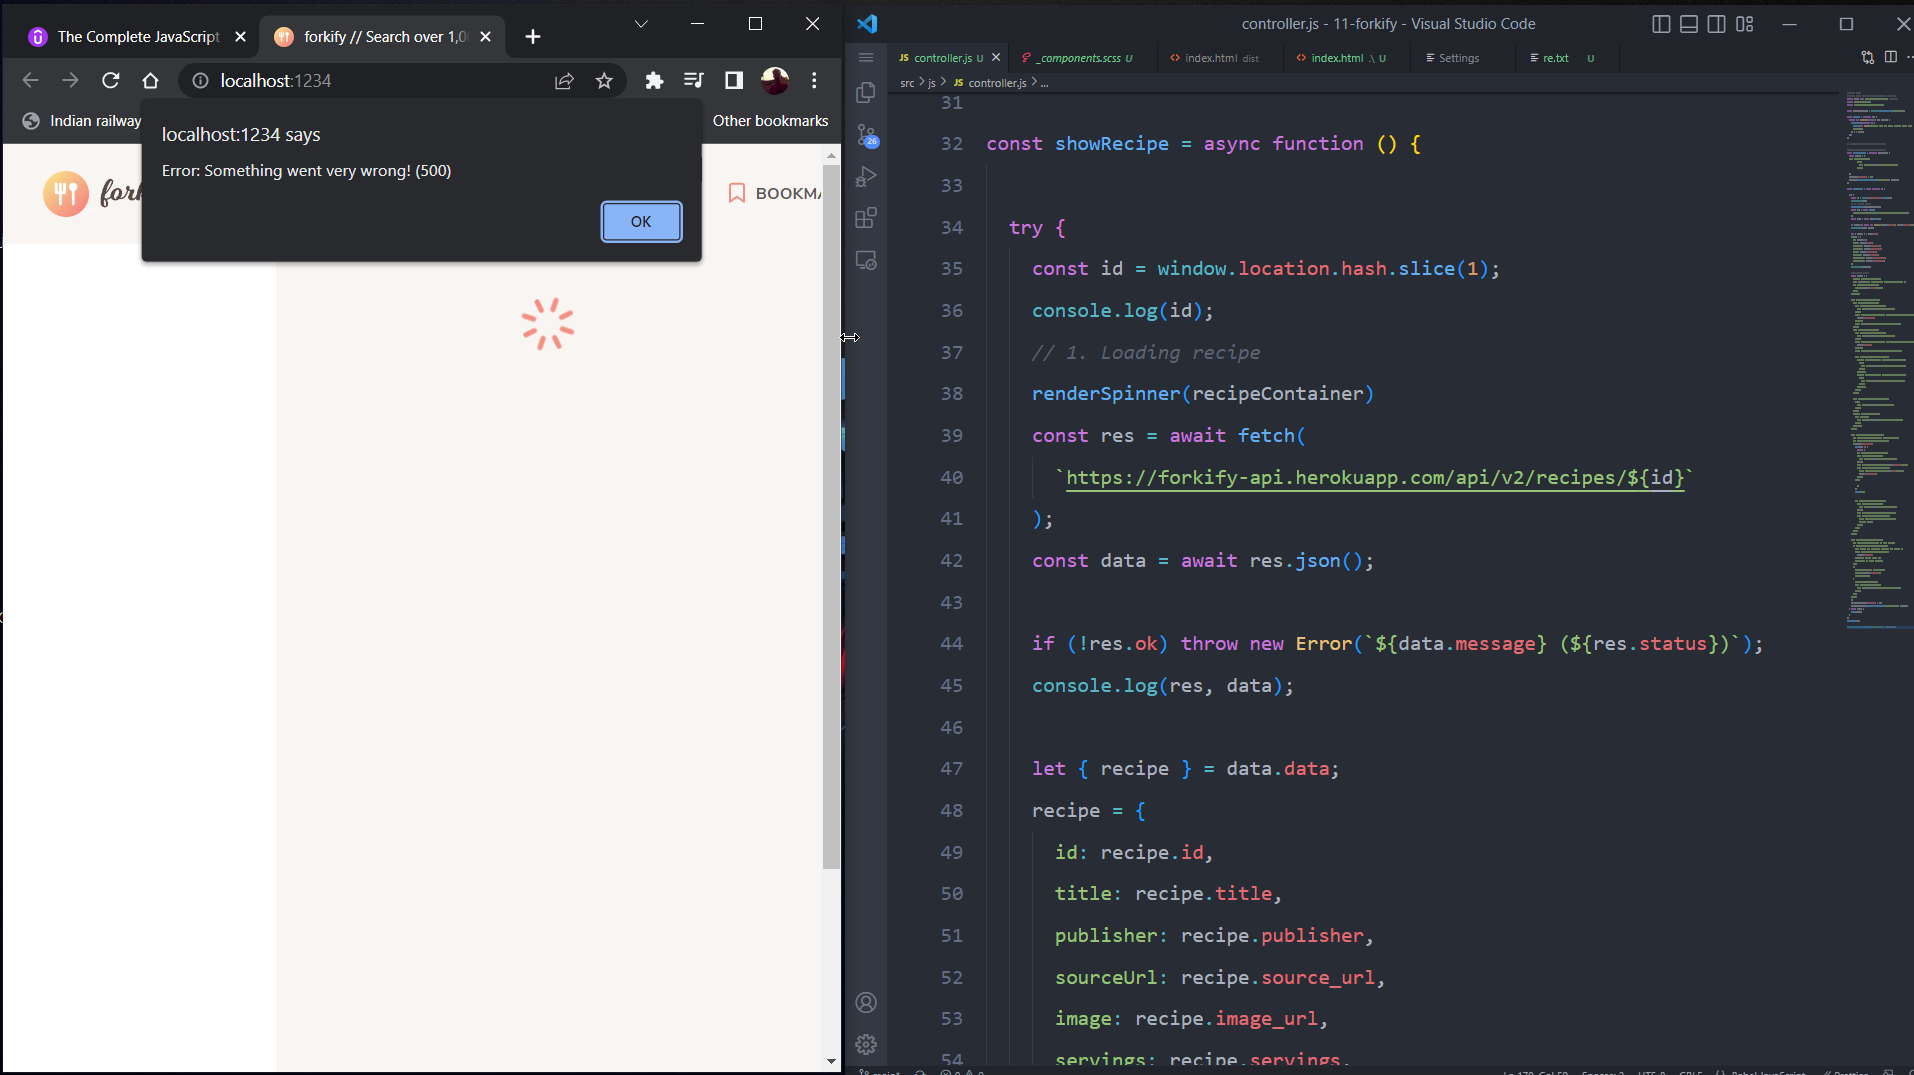 The Complete JavaScript
forkify // Search over 1,0
localhost:1234
Indian railway
Other bookmarks
localhost:1234 says
Error: Something went very wrong! (500)
OK
fork
BOOKMA
controller.js - 11-forkify - Visual Studio Code
JS controller.js U
_components.scss U
index.html dist
index.html .\ U
Settings
re.txt U
src > js > JS controller.js > ...
26
31
32 const showRecipe = async function () {
33
34 try {
35 const id = window.location.hash.slice(1);
36 console.log(id);
37 // 1. Loading recipe
38 renderSpinner(recipeContainer)
39 const res = await fetch(
40 `https://forkify-api.herokuapp.com/api/v2/recipes/${id}`
41 );
42 const data = await res.json();
43
44 if (!res.ok) throw new Error(`${data.message} (${res.status})`);
45 console.log(res, data);
46
47 let { recipe } = data.data;
48 recipe = {
49 id: recipe.id,
50 title: recipe.title,
51 publisher: recipe.publisher,
52 sourceUrl: recipe.source_url,
53 image: recipe.image_url,
54 servings: recipe.servings,